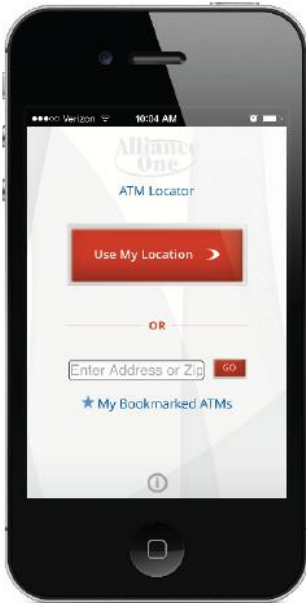 Verizon 10:04 AM
Alliance
One
ATM Locator
Use My Location
OR
Enter Address or Zip GO
★ My Bookmarked ATMs
i